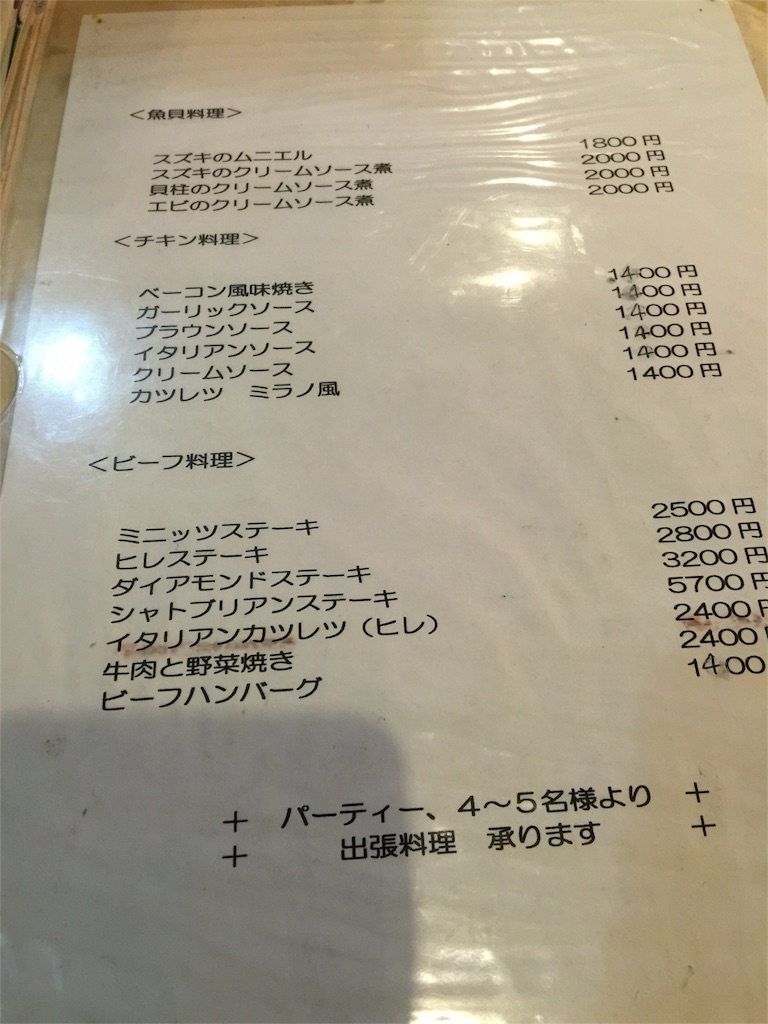 ＜魚貝料理＞
スズキのムニエル 1800円
スズキのクリームソース煮 2000円
貝柱のクリームソース煮 2000円
エビのクリームソース煮 2000円
＜チキン料理＞
ベーコン風味焼き 1400円
ガーリックソース 1400円
ブラウンソース 1400円
イタリアンソース 1400円
クリームソース 1400円
カツレツ　ミラノ風 1400円
＜ビーフ料理＞
ミニッツステーキ 2500円
ヒレステーキ 2800円
ダイアモンドステーキ 3200円
シャトブリアンステーキ 5700円
イタリアンカツレツ（ヒレ） 2400円
牛肉と野菜焼き 2400
ビーフハンバーグ 1400
＋　パーティー、４～５名様より　＋
＋　出張料理　承ります　＋